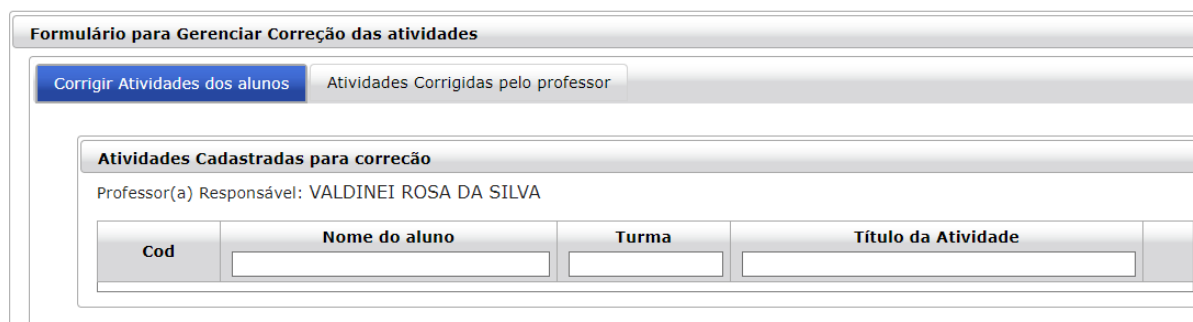 Formulário para Gerenciar Correção das atividades
Corrigir Atividades dos alunos
Atividades Corrigidas pelo professor
Atividades Cadastradas para correcão
Professor(a) Responsável: VALDINEI ROSA DA SILVA
Cod
Nome do aluno
Turma
Título da Atividade